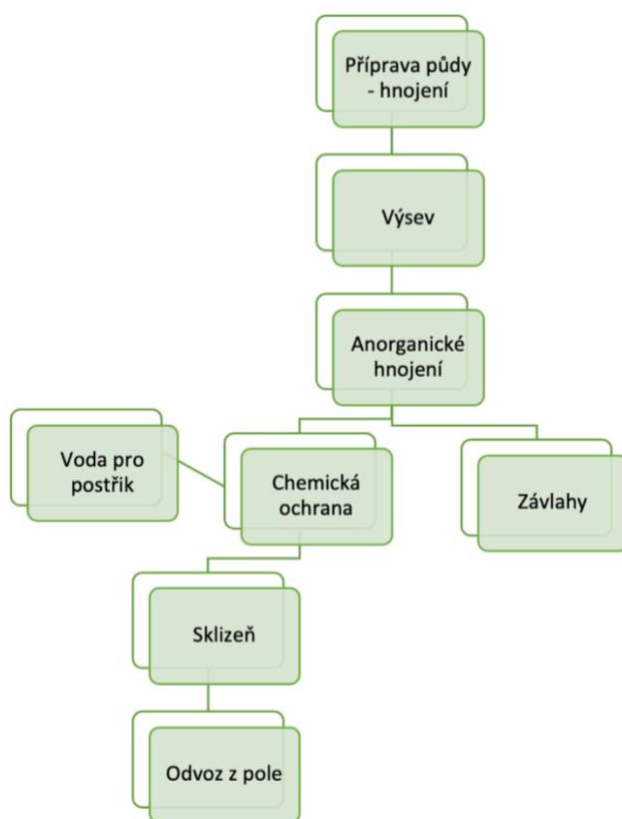 Příprava půdy
- hnojení
Výsev
Anorganické
hnojení
Voda pro
postřik
Chemická
ochrana
Závlahy
Sklizeň
Odvoz z pole